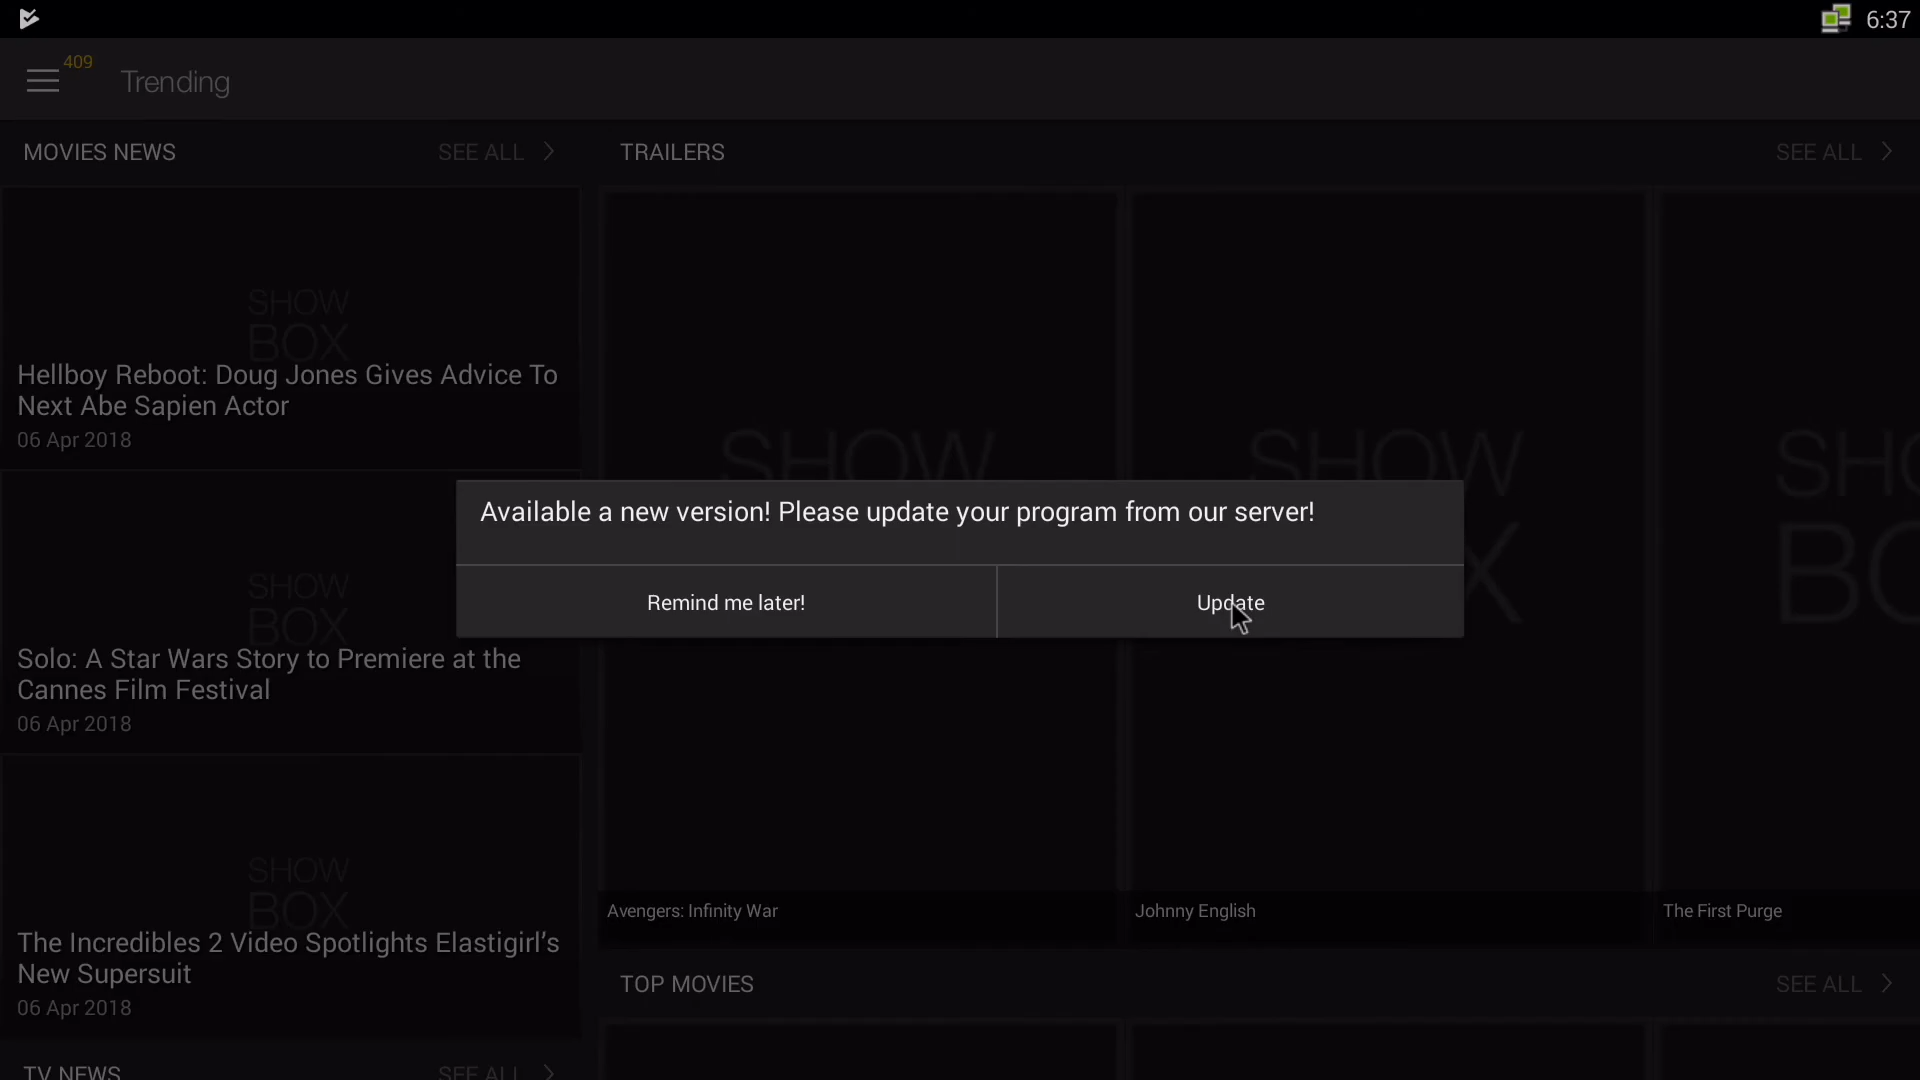 6:37
409
Trending
MOVIES NEWS
SEE ALL
TRAILERS
SEE ALL
SHOW
BOX
Hellboy Reboot: Doug Jones Gives Advice To
Next Abe Sapien Actor
06 Apr 2018
SHOW
BOX
Solo: A Star Wars Story to Premiere at the
Cannes Film Festival
06 Apr 2018
SHOW
BOX
The Incredibles 2 Video Spotlights Elastigirl's
New Supersuit
06 Apr 2018
TV NEWS
SEE ALL
SHOW
SHOW
Available a new version! Please update your program from our server!
Remind me later!
Update
Avengers: Infinity War
Johnny English
The First Purge
TOP MOVIES
SEE ALL